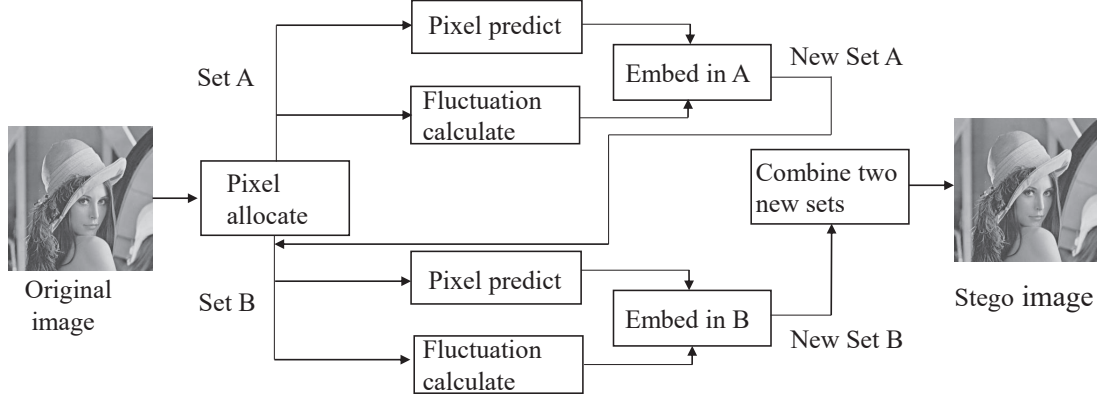 Pixel predict
New Set A
Embed in A
Set A
Fluctuation
calculate
Pixel
allocate
Combine two
new sets
Original
image
Set B
Pixel predict
Stego image
Embed in B
New Set B
Fluctuation
calculate